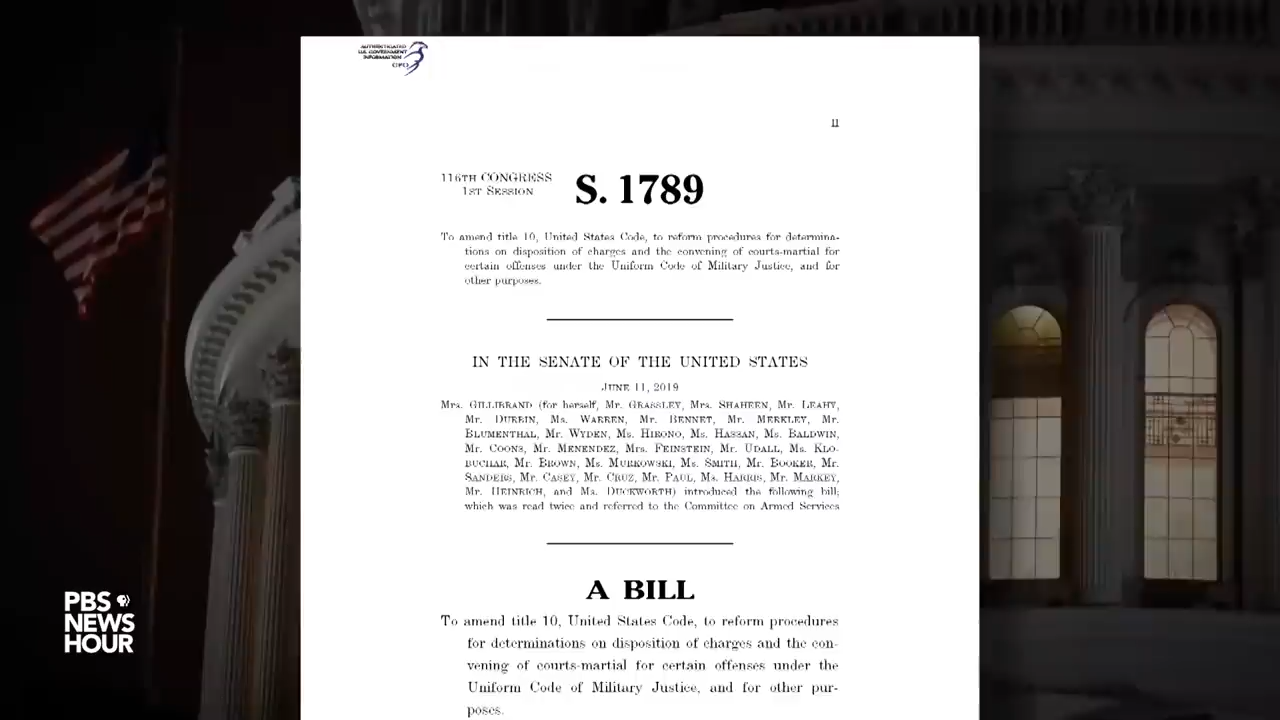 AUTHENTICATED
U.S. GOVERNMENT
INFORMATION
GPO
II
116TH CONGRESS
1ST SESSION
S. 1789
To amend title 10, United States Code, to reform procedures for determina-
tions on disposition of charges and the convening of courts-martial for
certain offenses under the Uniform Code of Military Justice, and for
other purposes.
IN THE SENATE OF THE UNITED STATES
JUNE 11, 2019
Mrs. GILLIBRAND (for herself, Mr. GRASSLEY, Mrs. SHAHEEN, Mr. LEAHY,
Mr. DURBIN, Ms. WARREN, Mr. BENNET, Mr. MERKLEY, Mr.
BLUMENTHAL, Mr. WYDEN, Ms. HIRONO, Ms. HASSAN, Ms. BALDWIN,
Mr. COONS, Mr. MENENDEZ, Mrs. FEINSTEIN, Mr. UDALL, Ms. KLO-
BUCHAR, Mr. BROWN, Ms. MURKOWSKI, Ms. SMITH, Mr. BOOKER, Mr.
SANDERS, Mr. CASEY, Mr. CRUZ, Mr. PAUL, Ms. HARRIS, Mr. MARKEY,
Mr. HEINRICH, and Ms. DUCKWORTH) introduced the following bill;
which was read twice and referred to the Committee on Armed Services
A BILL
To amend title 10, United States Code, to reform procedures
for determinations on disposition of charges and the con-
vening of courts-martial for certain offenses under the
Uniform Code of Military Justice, and for other pur-
poses.
PBS
NEWS
HOUR